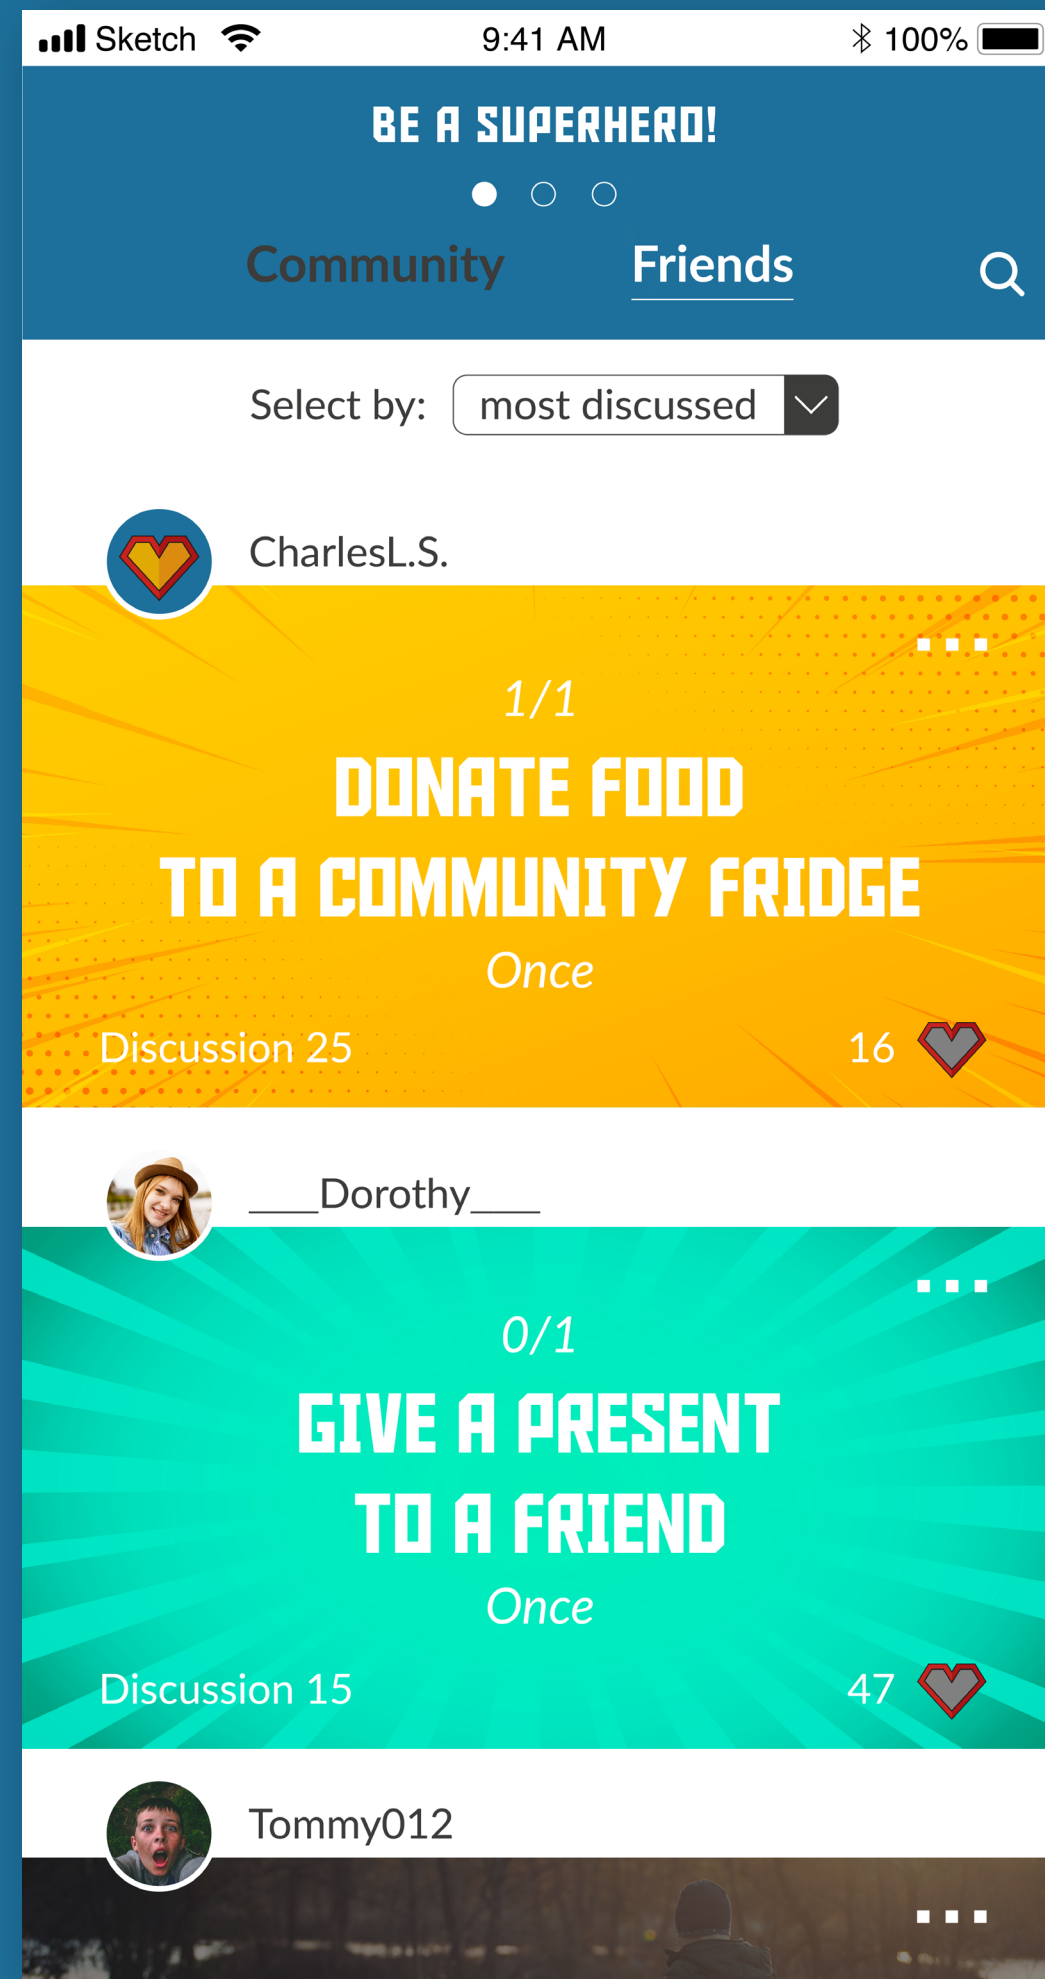 Sketch 9:41 AM 100%
BE A SUPERHERO!
Community Friends
Select by: most discussed
CharlesL.S.
1/1
DONATE FOOD
TO A COMMUNITY FRIDGE
Once
Discussion 25 16
___Dorothy___
0/1
GIVE A PRESENT
TO A FRIEND
Once
Discussion 15 47
Tommy012